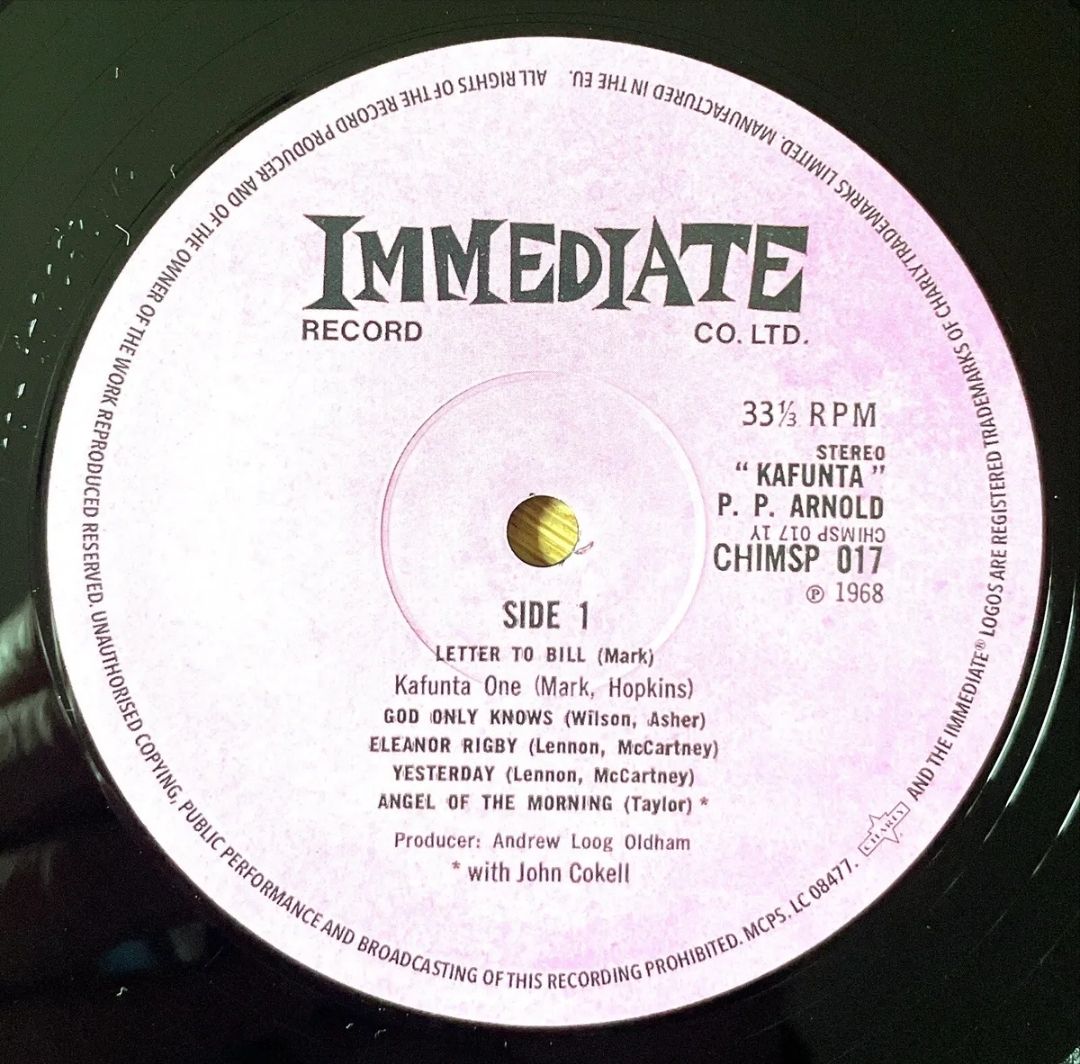 IMMEDIATE
RECORD CO. LTD.
33⅓ RPM
STEREO
“ KAFUNTA ”
P. P. ARNOLD
CHIMSP 017 1Y
CHIMSP 017
℗ 1968
SIDE 1
LETTER TO BILL (Mark)
Kafunta One (Mark, Hopkins)
GOD ONLY KNOWS (Wilson, Asher)
ELEANOR RIGBY (Lennon, McCartney)
YESTERDAY (Lennon, McCartney)
ANGEL OF THE MORNING (Taylor) *
Producer: Andrew Loog Oldham
* with John Cokell
ALL RIGHTS OF THE RECORD PRODUCER AND OF THE OWNER OF THE WORK REPRODUCED RESERVED. UNAUTHORISED COPYING, PUBLIC PERFORMANCE AND BROADCASTING OF THIS RECORDING PROHIBITED. MCPS. LC 08477. CHARLY AND THE IMMEDIATE® LOGOS ARE REGISTERED TRADEMARKS OF CHARLY TRADEMARKS LIMITED. MANUFACTURED IN THE EU.